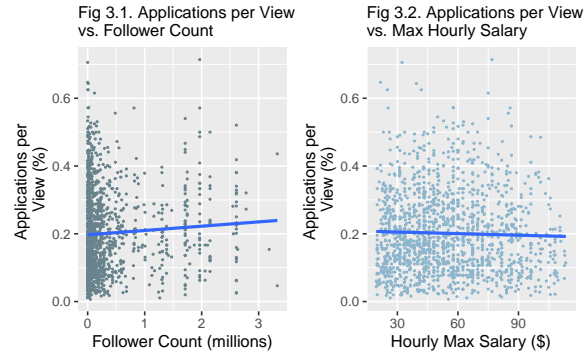 Fig 3.1. Applications per View
vs. Follower Count
Applications per
View (%)
0.6
0.4
0.2
0.0
0
1
2
3
Follower Count (millions)
Fig 3.2. Applications per View
vs. Max Hourly Salary
Applications per
View (%)
0.6
0.4
0.2
0.0
30
60
90
Hourly Max Salary ($)